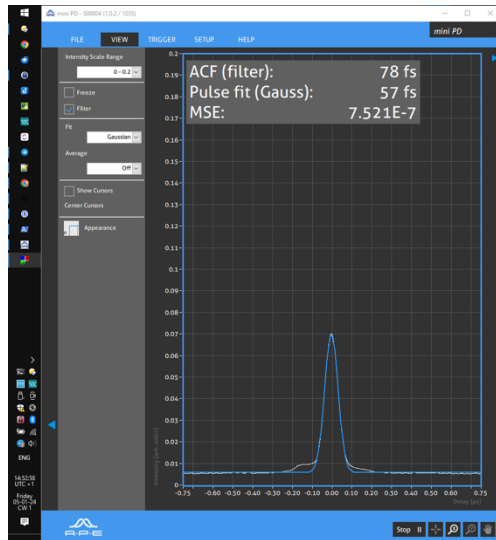 mini PD - S08804 (1.0.2 / 1035)
mini PD
FILE VIEW TRIGGER SETUP HELP
Intensity Scale Range
0 - 0.2
Freeze
Filter
Fit
Gaussian
Average
Off
Show Cursors
Center Cursors
Appearance
ACF (filter): 78 fs
Pulse fit (Gauss): 57 fs
MSE: 7.521E-7
0.2
0.19
0.18
0.17
0.16
0.15
0.14
0.13
0.12
0.11
0.1
0.09
0.08
0.07
0.06
0.05
0.04
0.03
0.02
0.01
0
Intensity [arb.units]
-0.75 -0.60 -0.50 -0.40 -0.30 -0.20 -0.10 0.00 0.10 0.20 0.30 0.40 0.50 0.60 0.75
Delay [ps]
ENG
14:52:58
UTC +1
Friday
05-01-24
CW 1
A·P·E
Stop